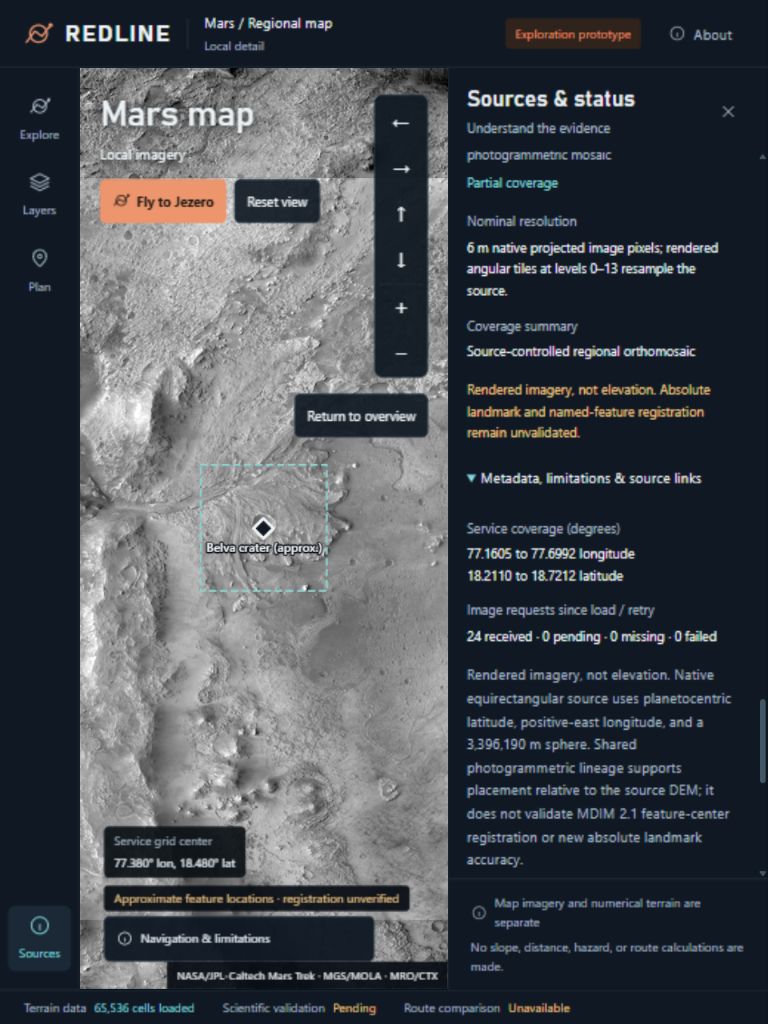 REDLINE
Mars / Regional map
Local detail
Exploration prototype
About
Explore
Layers
Plan
Sources
Mars map
Local imagery
Fly to Jezero
Reset view
←
→
↑
↓
+
−
Return to overview
Belva crater (approx.)
Service grid center
77.380° lon, 18.480° lat
Approximate feature locations · registration unverified
Navigation & limitations
NASA/JPL-Caltech Mars Trek · MGS/MOLA · MRO/CTX
Sources & status
Understand the evidence
photogrammetric mosaic
Partial coverage
Nominal resolution
6 m native projected image pixels; rendered
angular tiles at levels 0–13 resample the
source.
Coverage summary
Source-controlled regional orthomosaic
Rendered imagery, not elevation. Absolute
landmark and named-feature registration
remain unvalidated.
▼ Metadata, limitations & source links
Service coverage (degrees)
77.1605 to 77.6992 longitude
18.2110 to 18.7212 latitude
Image requests since load / retry
24 received · 0 pending · 0 missing · 0 failed
Rendered imagery, not elevation. Native
equirectangular source uses planetocentric
latitude, positive-east longitude, and a
3,396,190 m sphere. Shared
photogrammetric lineage supports
placement relative to the source DEM; it
does not validate MDIM 2.1 feature-center
registration or new absolute landmark
accuracy.
Map imagery and numerical terrain are
separate
No slope, distance, hazard, or route calculations are
made.
Terrain data 65,536 cells loaded
Scientific validation Pending
Route comparison Unavailable